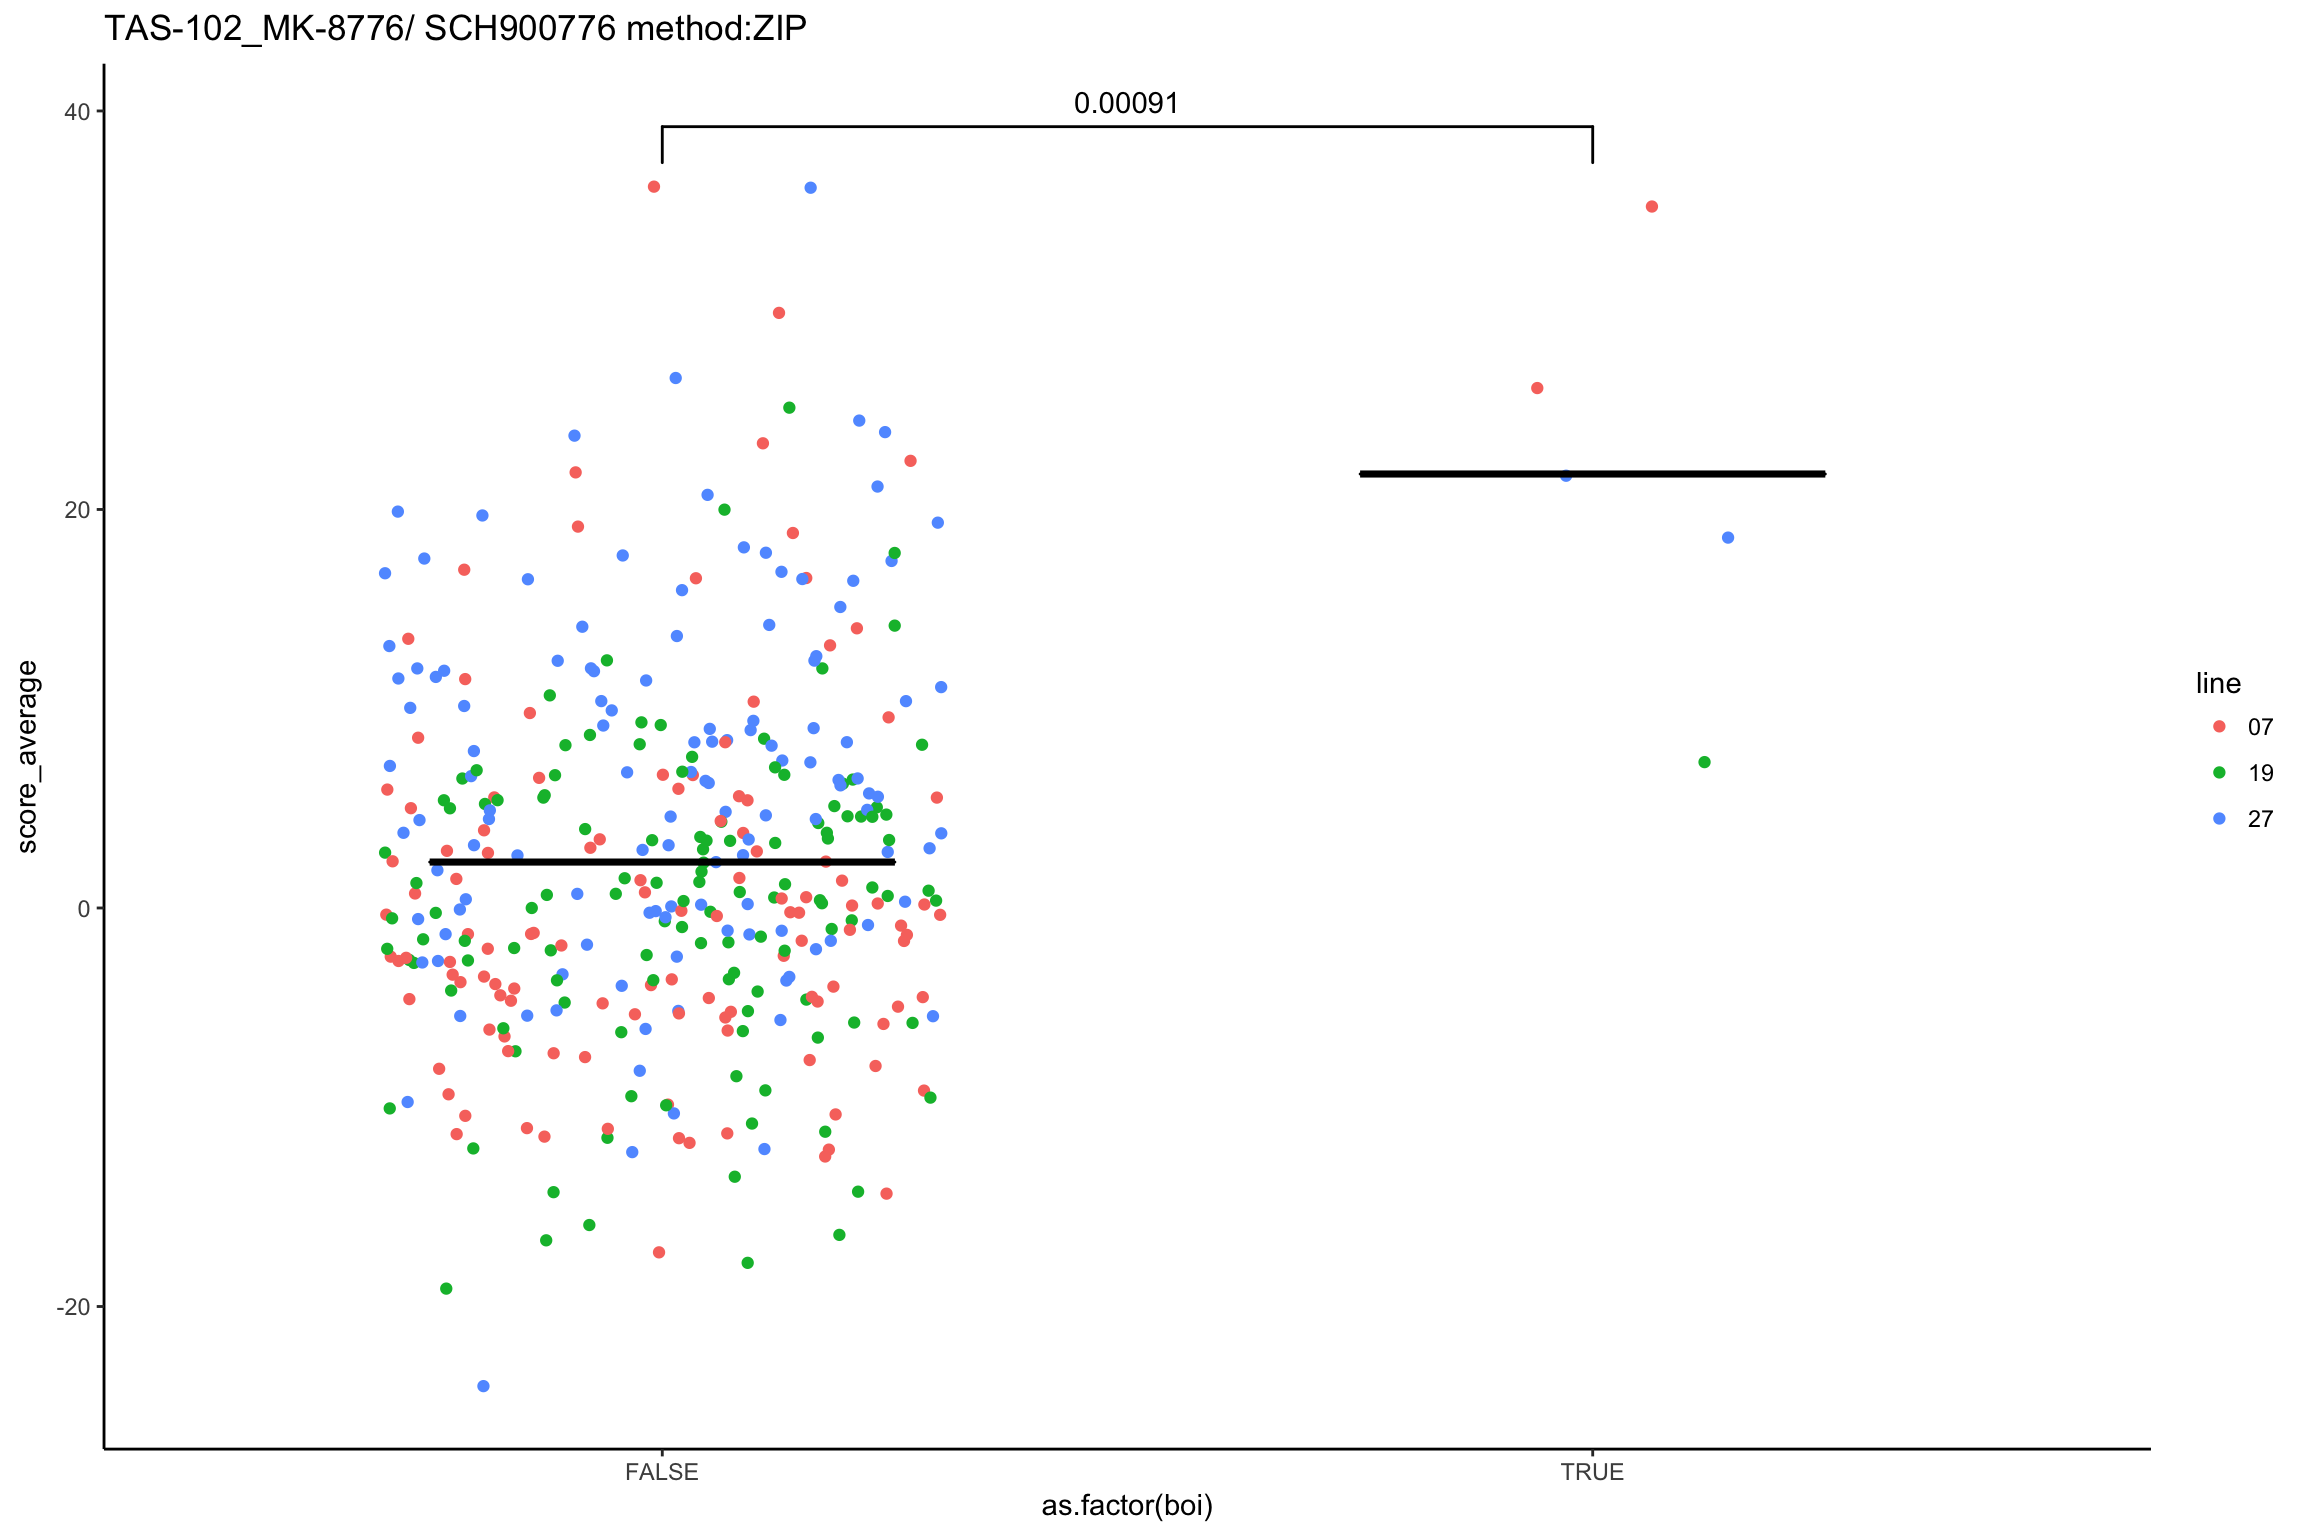 TAS-102_MK-8776/ SCH900776 method:ZIP
0.00091
40
20
0
-20
score_average
FALSE
TRUE
as.factor(boi)
line
07
19
27